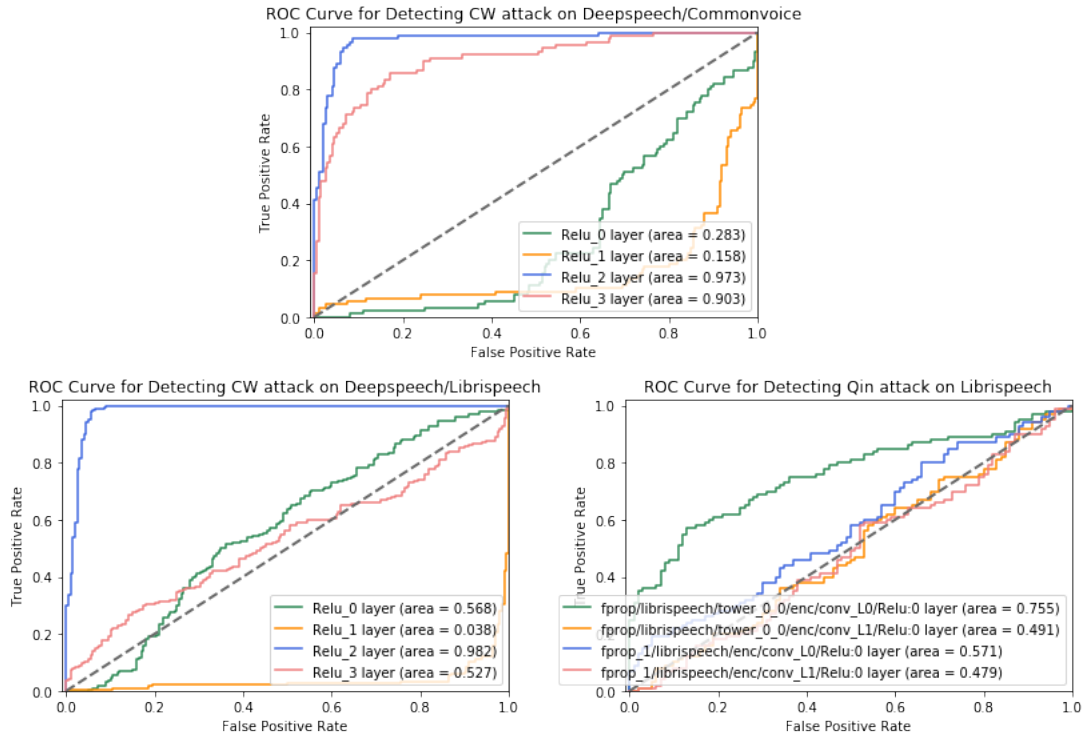 ROC Curve for Detecting CW attack on Deepspeech/Commonvoice
1.0
0.8
0.6
0.4
0.2
0.0
True Positive Rate
Relu_0 layer (area = 0.283)
Relu_1 layer (area = 0.158)
Relu_2 layer (area = 0.973)
Relu_3 layer (area = 0.903)
0.0 0.2 0.4 0.6 0.8 1.0
False Positive Rate
ROC Curve for Detecting CW attack on Deepspeech/Librispeech
1.0
0.8
0.6
0.4
0.2
0.0
True Positive Rate
Relu_0 layer (area = 0.568)
Relu_1 layer (area = 0.038)
Relu_2 layer (area = 0.982)
Relu_3 layer (area = 0.527)
0.0 0.2 0.4 0.6 0.8 1.0
False Positive Rate
ROC Curve for Detecting Qin attack on Librispeech
1.0
0.8
0.6
0.4
0.0
True Positive Rate
fprop/librispeech/tower_0_0/enc/conv_L0/Relu:0 layer (area = 0.755)
fprop/librispeech/tower_0_0/enc/conv_L1/Relu:0 layer (area = 0.491)
fprop_1/librispeech/enc/conv_L0/Relu:0 layer (area = 0.571)
fprop_1/librispeech/enc/conv_L1/Relu:0 layer (area = 0.479)
0.0 0.2 0.4 0.6 0.8 1.0
False Positive Rate